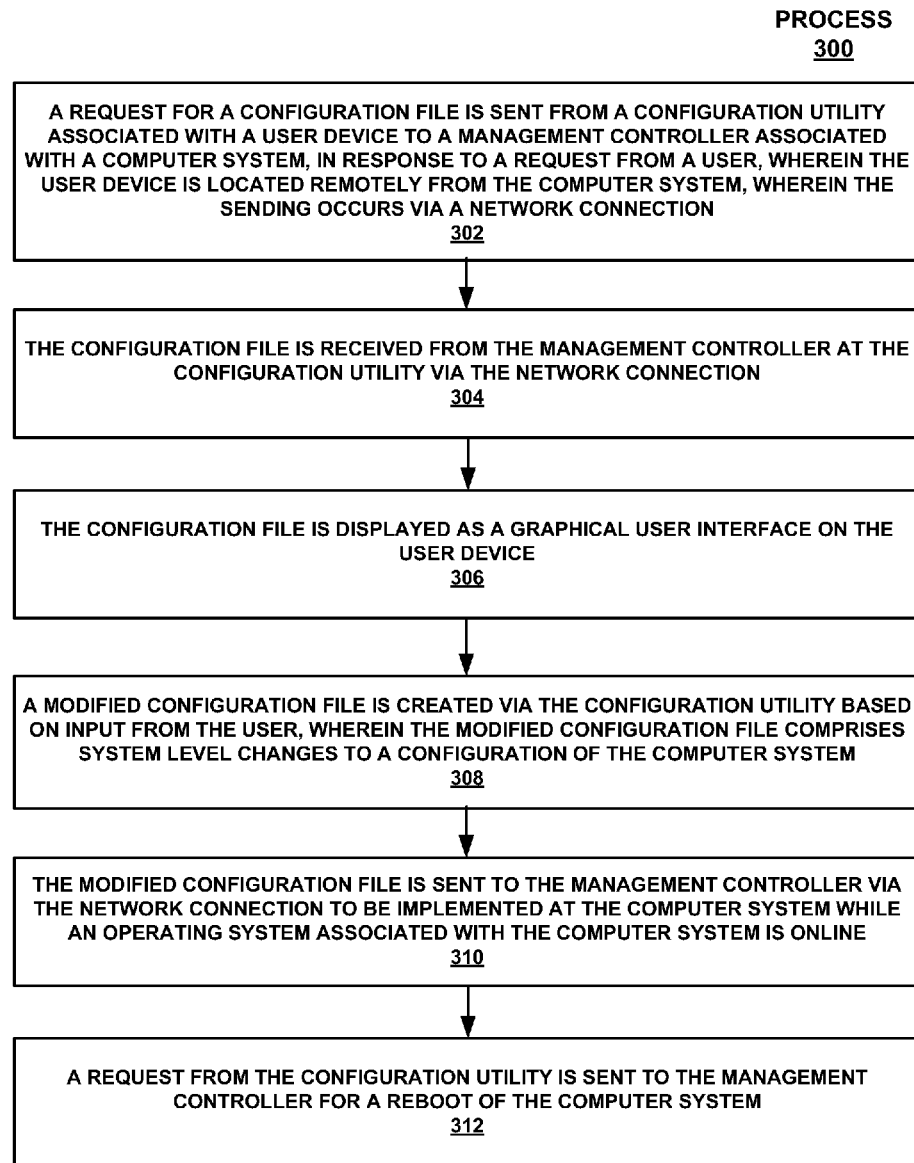 PROCESS
300
A REQUEST FOR A CONFIGURATION FILE IS SENT FROM A CONFIGURATION UTILITY
ASSOCIATED WITH A USER DEVICE TO A MANAGEMENT CONTROLLER ASSOCIATED
WITH A COMPUTER SYSTEM, IN RESPONSE TO A REQUEST FROM A USER, WHEREIN THE
USER DEVICE IS LOCATED REMOTELY FROM THE COMPUTER SYSTEM, WHEREIN THE
SENDING OCCURS VIA A NETWORK CONNECTION
302
THE CONFIGURATION FILE IS RECEIVED FROM THE MANAGEMENT CONTROLLER AT THE
CONFIGURATION UTILITY VIA THE NETWORK CONNECTION
304
THE CONFIGURATION FILE IS DISPLAYED AS A GRAPHICAL USER INTERFACE ON THE
USER DEVICE
306
A MODIFIED CONFIGURATION FILE IS CREATED VIA THE CONFIGURATION UTILITY BASED
ON INPUT FROM THE USER, WHEREIN THE MODIFIED CONFIGURATION FILE COMPRISES
SYSTEM LEVEL CHANGES TO A CONFIGURATION OF THE COMPUTER SYSTEM
308
THE MODIFIED CONFIGURATION FILE IS SENT TO THE MANAGEMENT CONTROLLER VIA
THE NETWORK CONNECTION TO BE IMPLEMENTED AT THE COMPUTER SYSTEM WHILE
AN OPERATING SYSTEM ASSOCIATED WITH THE COMPUTER SYSTEM IS ONLINE
310
A REQUEST FROM THE CONFIGURATION UTILITY IS SENT TO THE MANAGEMENT
CONTROLLER FOR A REBOOT OF THE COMPUTER SYSTEM
312